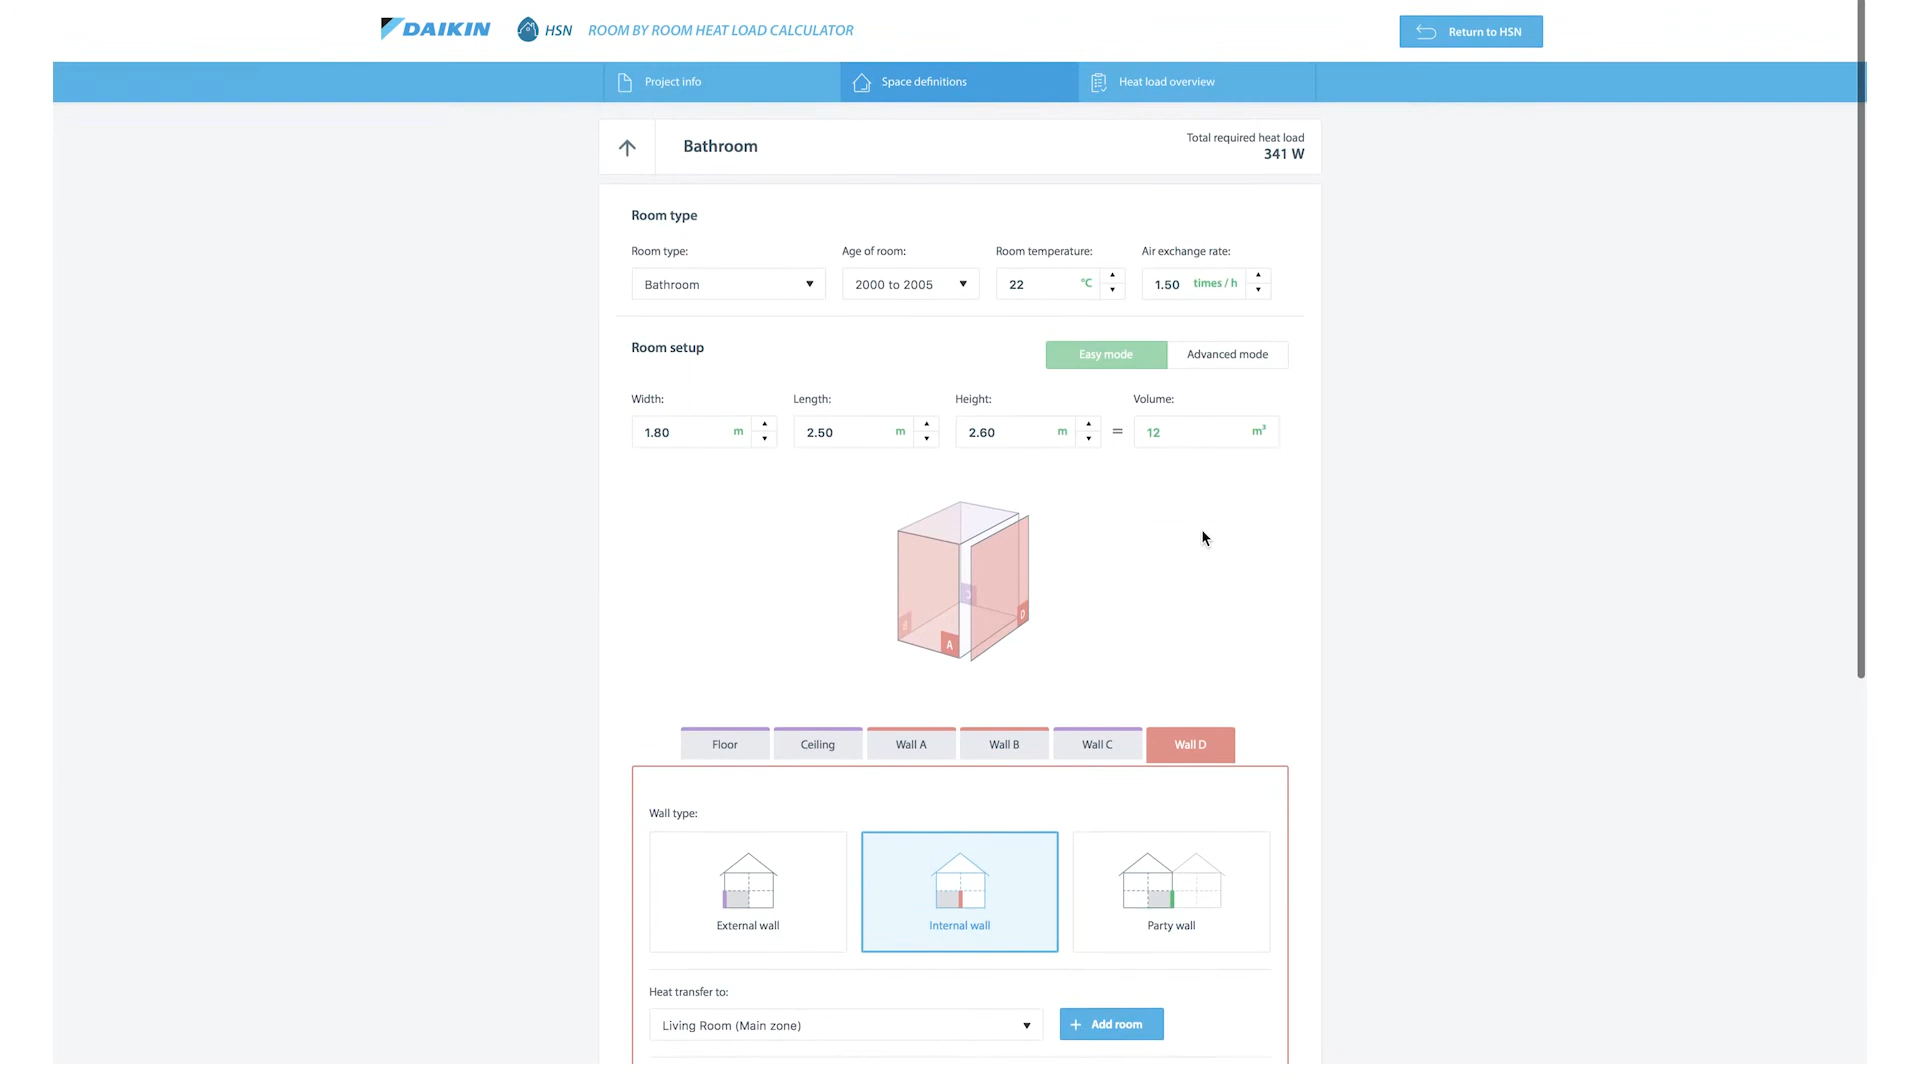 DAIKIN HSN ROOM BY ROOM HEAT LOAD CALCULATOR Return to HSN
Project info Space definitions Heat load overview
Bathroom
Total required heat load
341 W
Room type
Room type: Age of room: Room temperature: Air exchange rate:
Bathroom 2000 to 2005 22 °C 1.50 times / h
Room setup
Easy mode Advanced mode
Width: Length: Height: Volume:
1.80 m 2.50 m 2.60 m = 12 m³
C
B A D
Floor Ceiling Wall A Wall B Wall C Wall D
Wall type:
External wall Internal wall Party wall
Heat transfer to:
Living Room (Main zone) + Add room